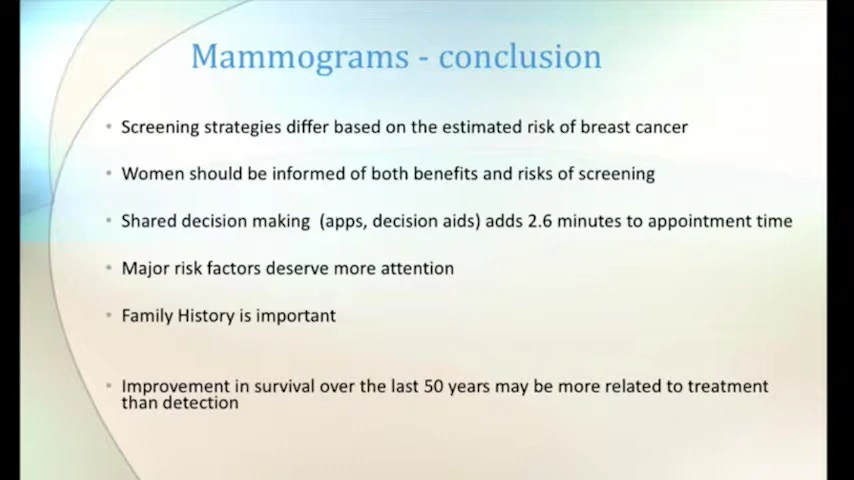 Mammograms - conclusion
• Screening strategies differ based on the estimated risk of breast cancer
• Women should be informed of both benefits and risks of screening
• Shared decision making  (apps, decision aids) adds 2.6 minutes to appointment time
• Major risk factors deserve more attention
• Family History is important
• Improvement in survival over the last 50 years may be more related to treatment
than detection